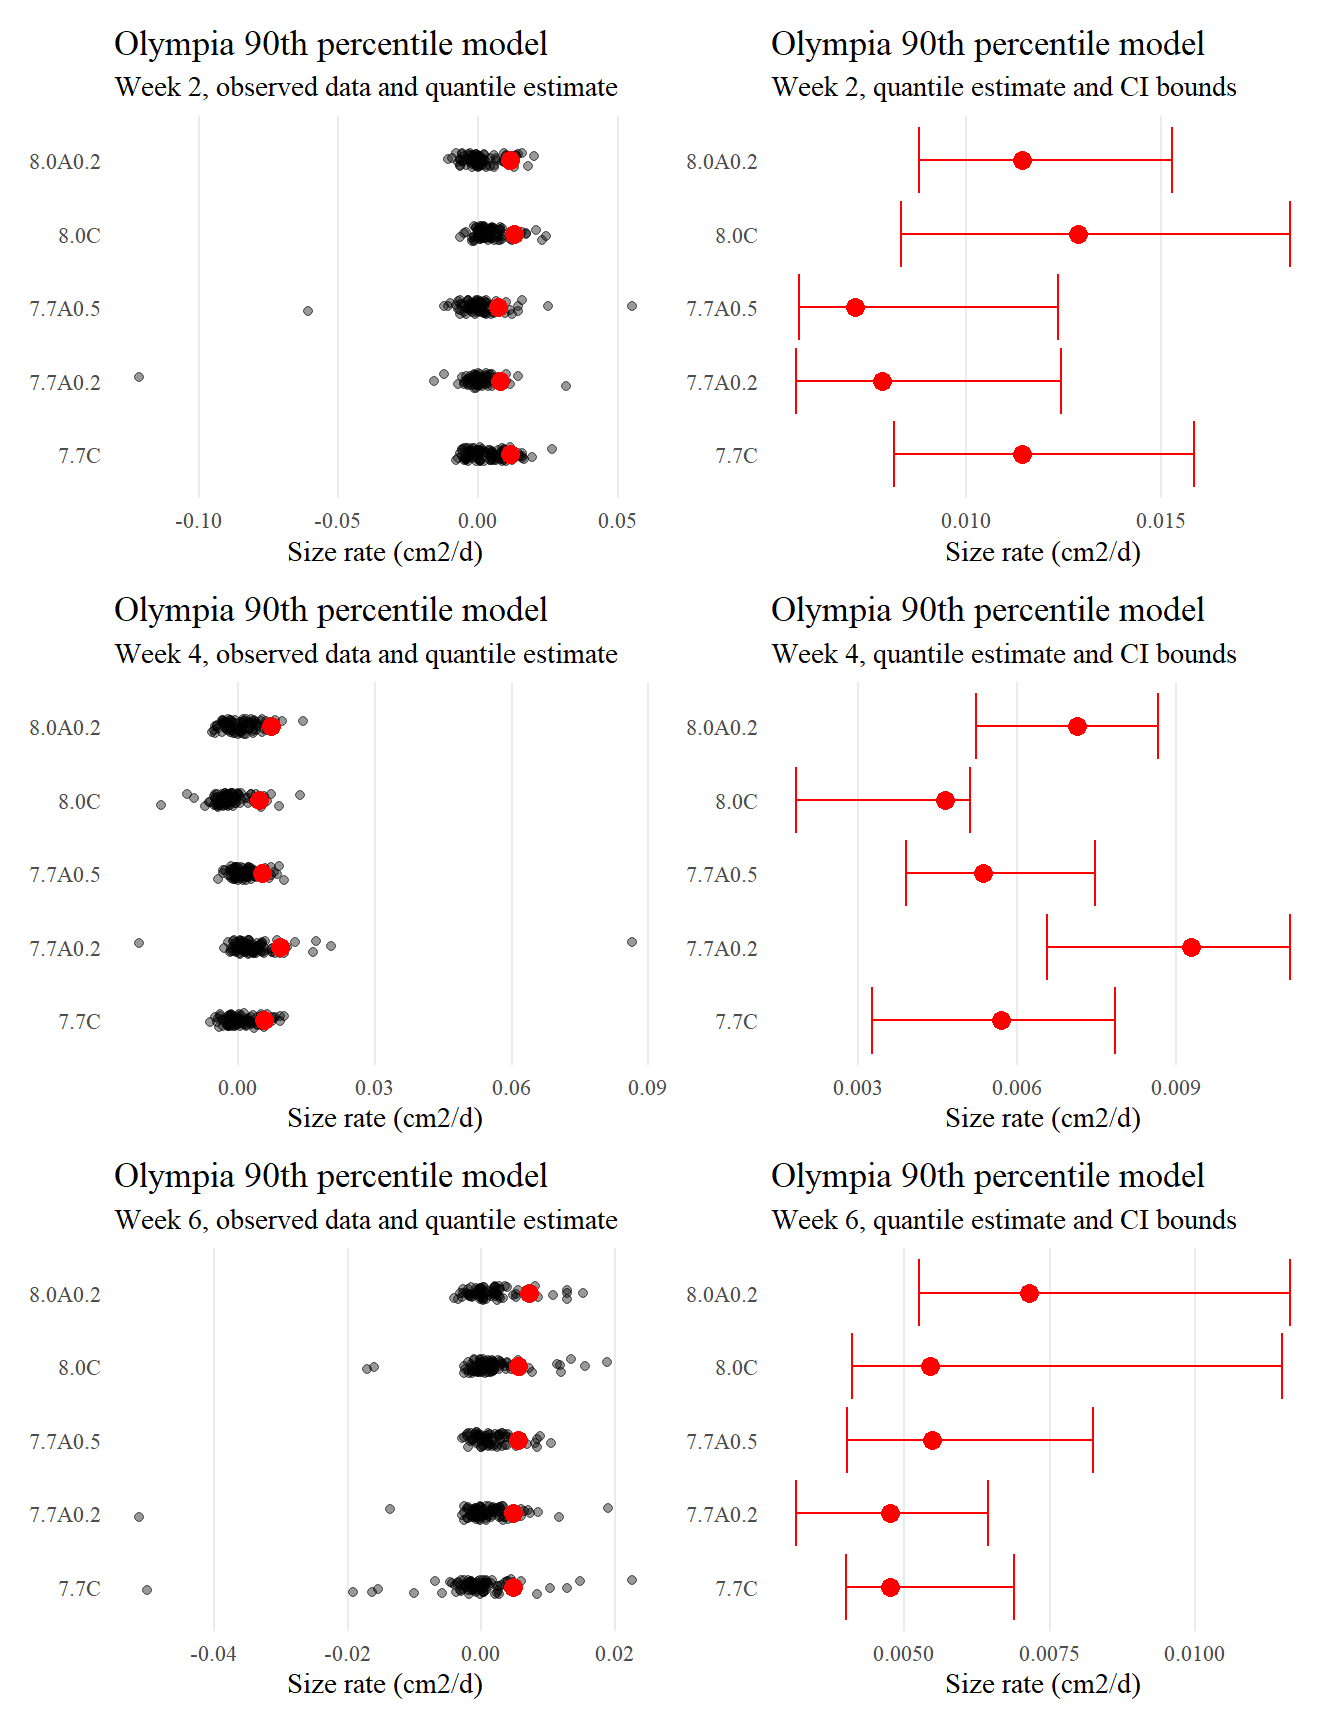 Olympia 90th percentile model
Week 2, observed data and quantile estimate
8.0A0.2
8.0C
7.7A0.5
7.7A0.2
7.7C
-0.10 -0.05 0.00 0.05
Size rate (cm2/d)
Olympia 90th percentile model
Week 2, quantile estimate and CI bounds
8.0A0.2
8.0C
7.7A0.5
7.7A0.2
7.7C
0.010 0.015
Size rate (cm2/d)
Olympia 90th percentile model
Week 4, observed data and quantile estimate
8.0A0.2
8.0C
7.7A0.5
7.7A0.2
7.7C
0.00 0.03 0.06 0.09
Size rate (cm2/d)
Olympia 90th percentile model
Week 4, quantile estimate and CI bounds
8.0A0.2
8.0C
7.7A0.5
7.7A0.2
7.7C
0.003 0.006 0.009
Size rate (cm2/d)
Olympia 90th percentile model
Week 6, observed data and quantile estimate
8.0A0.2
8.0C
7.7A0.5
7.7A0.2
7.7C
-0.04 -0.02 0.00 0.02
Size rate (cm2/d)
Olympia 90th percentile model
Week 6, quantile estimate and CI bounds
8.0A0.2
8.0C
7.7A0.5
7.7A0.2
7.7C
0.0050 0.0075 0.0100
Size rate (cm2/d)